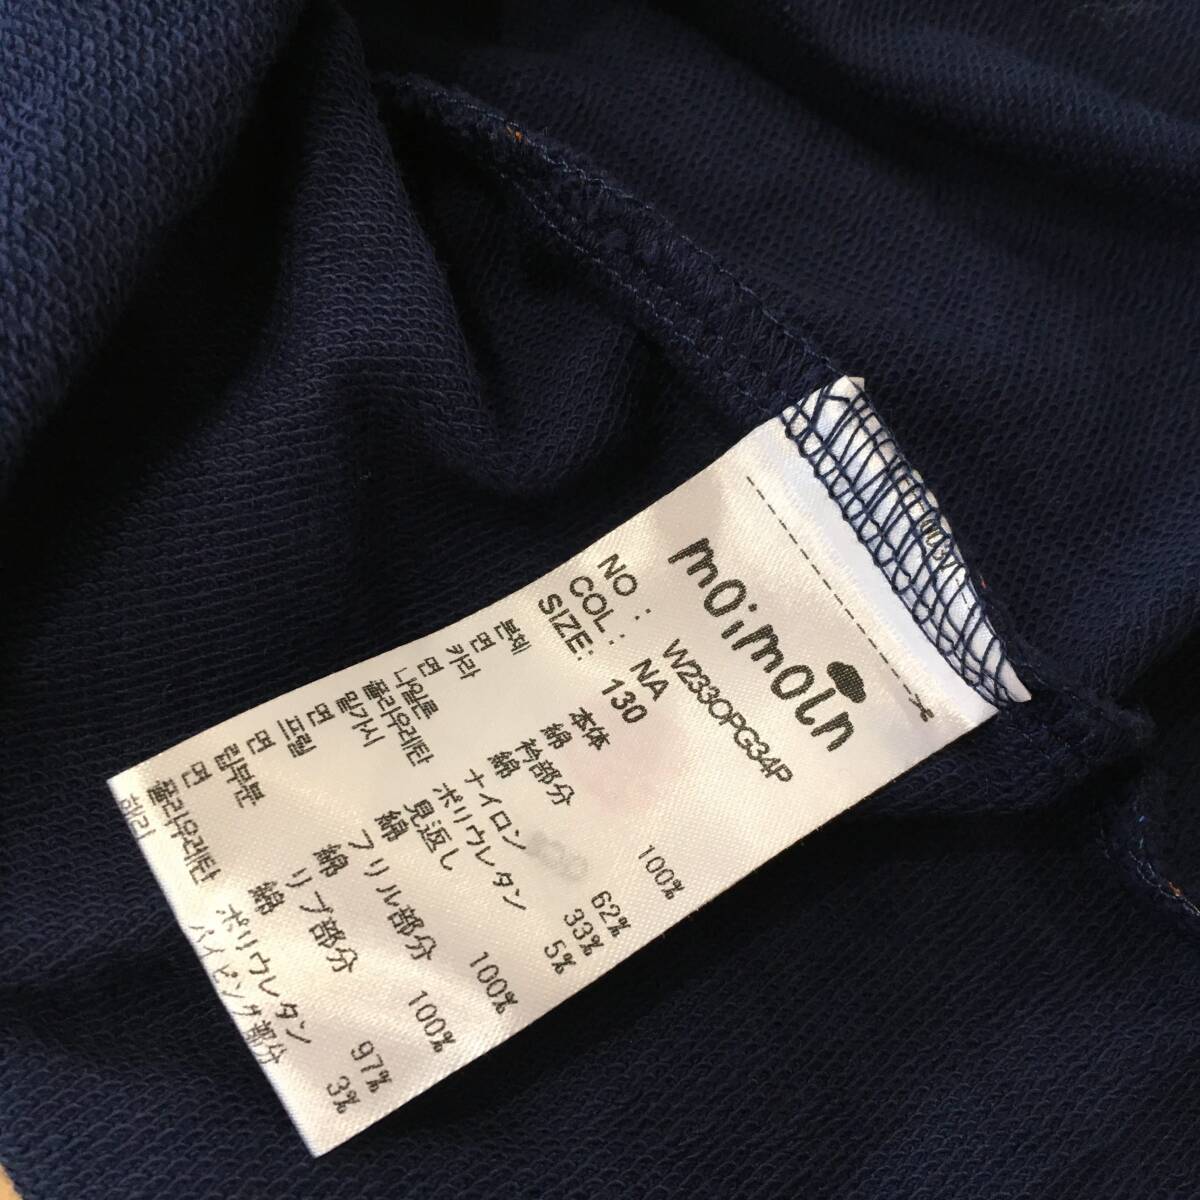 moimoln
NO : W233OPG34P
COL : NA
SIZE: 130
본체 本体
면 綿 100%
카라 衿部分
면 綿 62%
나일론 ナイロン 33%
폴리우레탄 ポリウレタン 5%
밑가시 見返し
면 綿 100%
프릴 フリル部分
면 綿 100%
립부분 リブ部分
면 綿 97%
폴리우레탄 ポリウレタン 3%
해리 パイピング部分